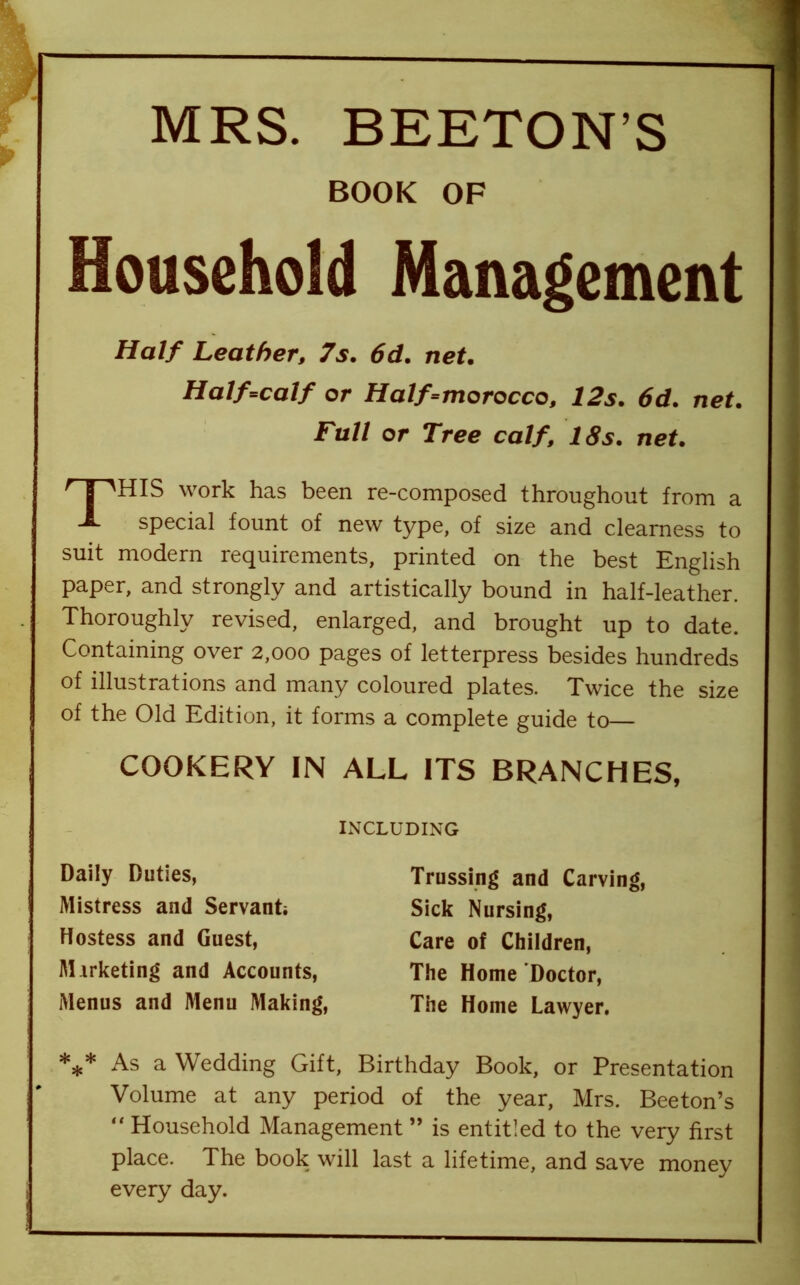 MRS. BEETON'S
BOOK OF
Household Management
Half Leather, 7s. 6d. net.
Half-calf or Half-morocco, 12s. 6d. net.
Full or Tree calf, 18s. net.
THIS work has been re-composed throughout from a
special fount of new type, of size and clearness to
suit modern requirements, printed on the best English
paper, and strongly and artistically bound in half-leather.
Thoroughly revised, enlarged, and brought up to date.
Containing over 2,000 pages of letterpress besides hundreds
of illustrations and many coloured plates. Twice the size
of the Old Edition, it forms a complete guide to—
COOKERY IN ALL ITS BRANCHES,
INCLUDING
Daily Duties,
Mistress and Servant;
Hostess and Guest,
Marketing and Accounts,
Menus and Menu Making,
Trussing and Carving,
Sick Nursing,
Care of Children,
The Home Doctor,
The Home Lawyer.
*** As a Wedding Gift, Birthday Book, or Presentation
Volume at any period of the year, Mrs. Beeton's
"Household Management" is entitled to the very first
place. The book will last a lifetime, and save money
every day.